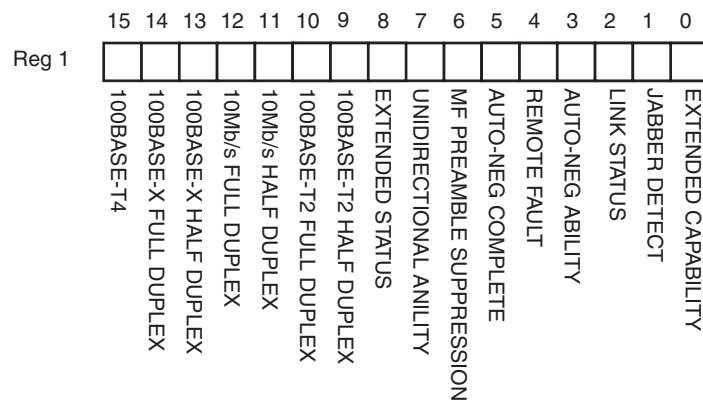 15 14 13 12 11 10 9 8 7 6 5 4 3 2 1 0
Reg 1
100BASE-T4
100BASE-X FULL DUPLEX
100BASE-X HALF DUPLEX
10Mb/s FULL DUPLEX
10Mb/s HALF DUPLEX
100BASE-T2 FULL DUPLEX
100BASE-T2 HALF DUPLEX
EXTENDED STATUS
UNIDIRECTIONAL ANILITY
MF PREAMBLE SUPPRESSION
AUTO-NEG COMPLETE
REMOTE FAULT
AUTO-NEG ABILITY
LINK STATUS
JABBER DETECT
EXTENDED CAPABILITY